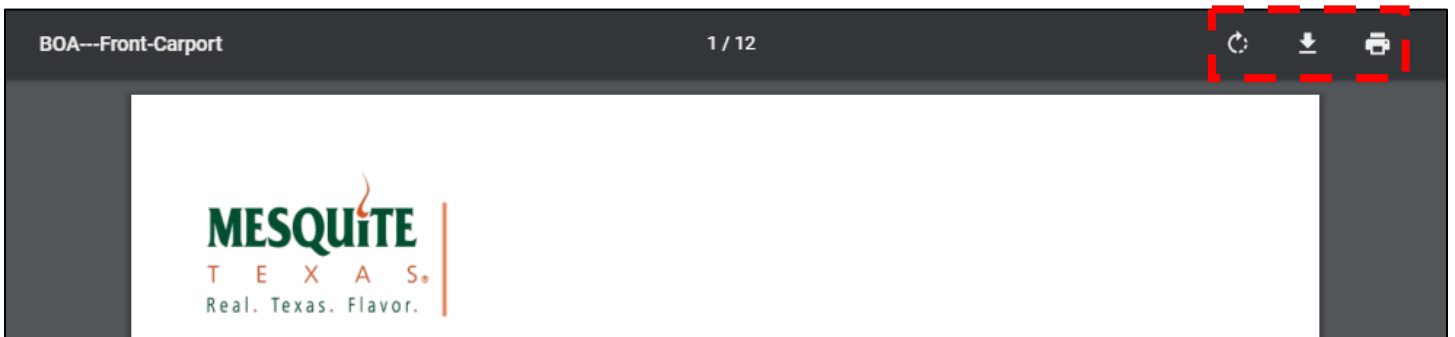 BOA---Front-Carport
1 / 12
MESQUiTE
T E X A S®
Real. Texas. Flavor.